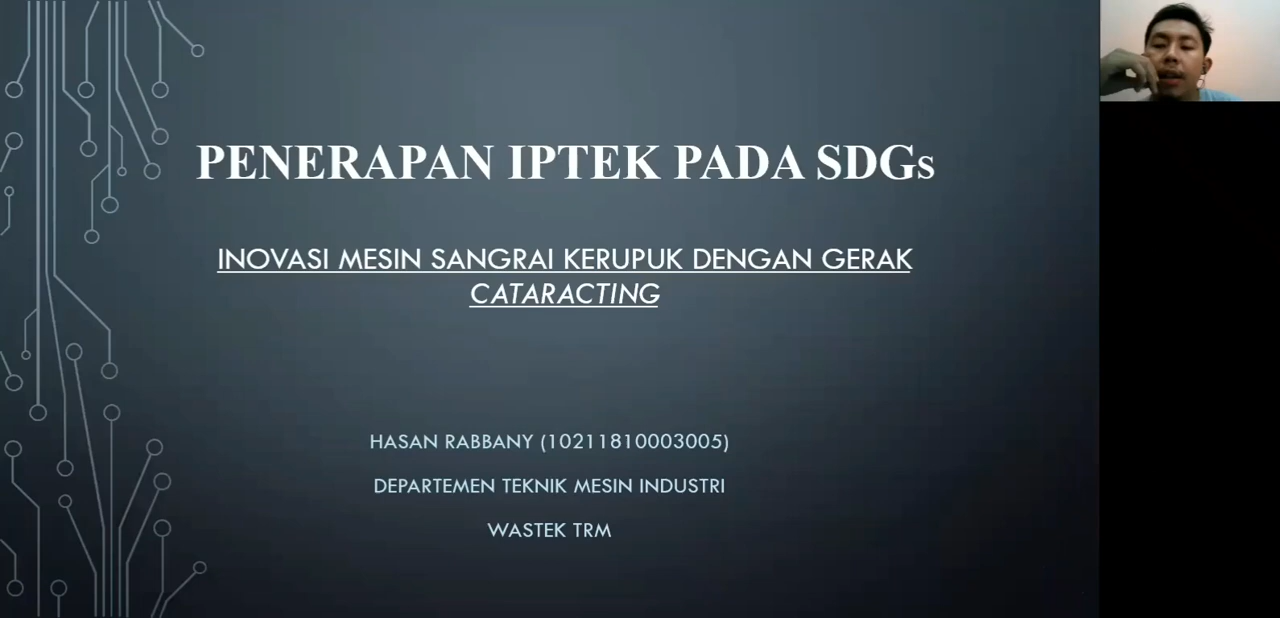 PENERAPAN IPTEK PADA SDGs
INOVASI MESIN SANGRAI KERUPUK DENGAN GERAK
CATARACTING
HASAN RABBANY (10211810003005)
DEPARTEMEN TEKNIK MESIN INDUSTRI
WASTEK TRM